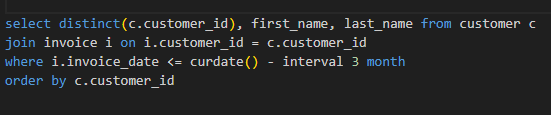 select distinct(c.customer_id), first_name, last_name from customer c
join invoice i on i.customer_id = c.customer_id
where i.invoice_date <= curdate() - interval 3 month
order by c.customer_id